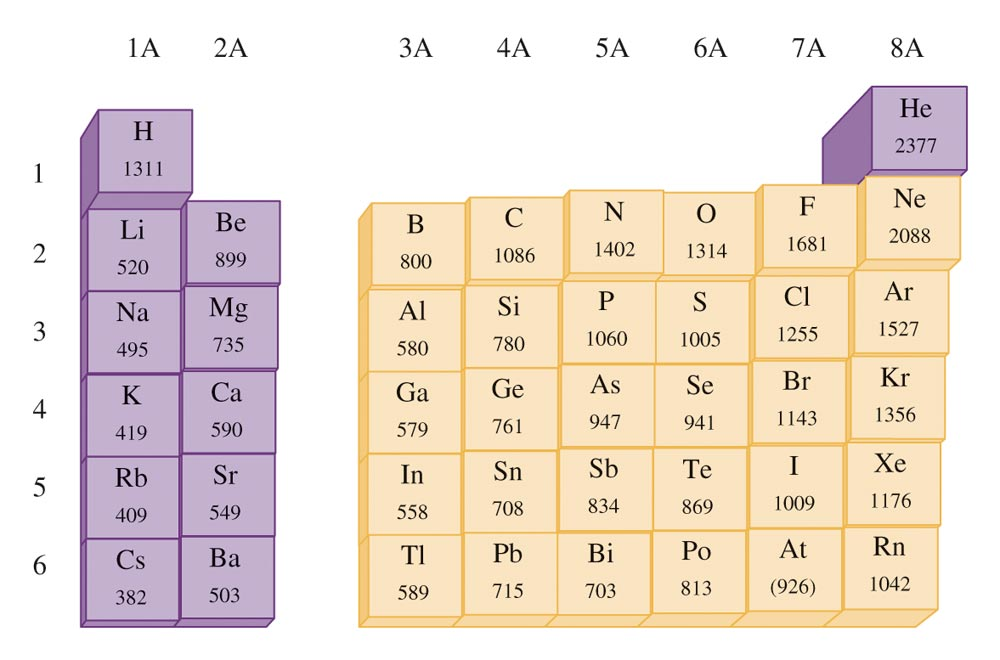 1A 2A 3A 4A 5A 6A 7A 8A
1 H He
1311 2377
2 Li Be B C N O F Ne
520 899 800 1086 1402 1314 1681 2088
3 Na Mg Al Si P S Cl Ar
495 735 580 780 1060 1005 1255 1527
4 K Ca Ga Ge As Se Br Kr
419 590 579 761 947 941 1143 1356
5 Rb Sr In Sn Sb Te I Xe
409 549 558 708 834 869 1009 1176
6 Cs Ba Tl Pb Bi Po At Rn
382 503 589 715 703 813 (926) 1042